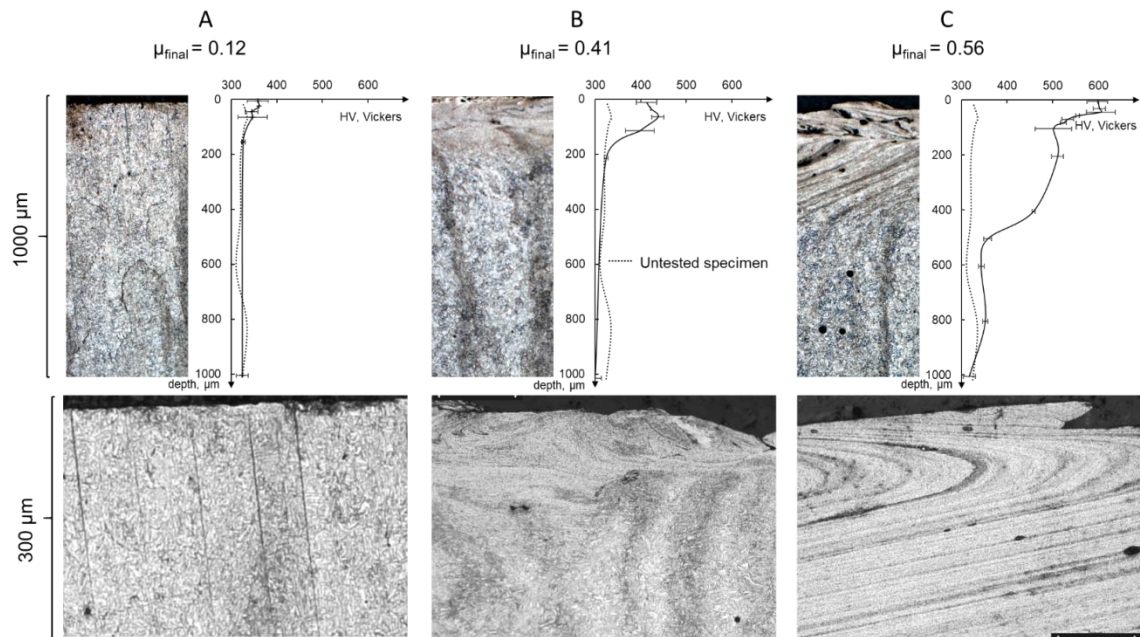 A
μfinal = 0.12
B
μfinal = 0.41
C
μfinal = 0.56
1000 μm
300 400 500 600
0
HV, Vickers
200
400
600
800
1000
depth, μm
300 400 500 600
0
HV, Vickers
200
400
600
800
1000
depth, μm
Untested specimen
300 400 500 600
0
HV, Vickers
200
400
600
800
1000
depth, μm
300 μm